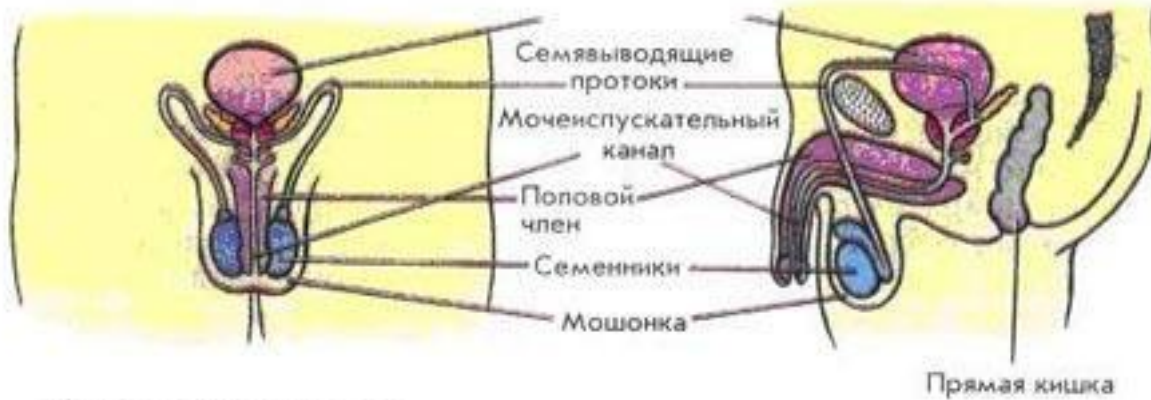 Семявыводящие
протоки
Мочеиспускательный
канал
Половой
член
Семенники
Мошонка
Прямая кишка